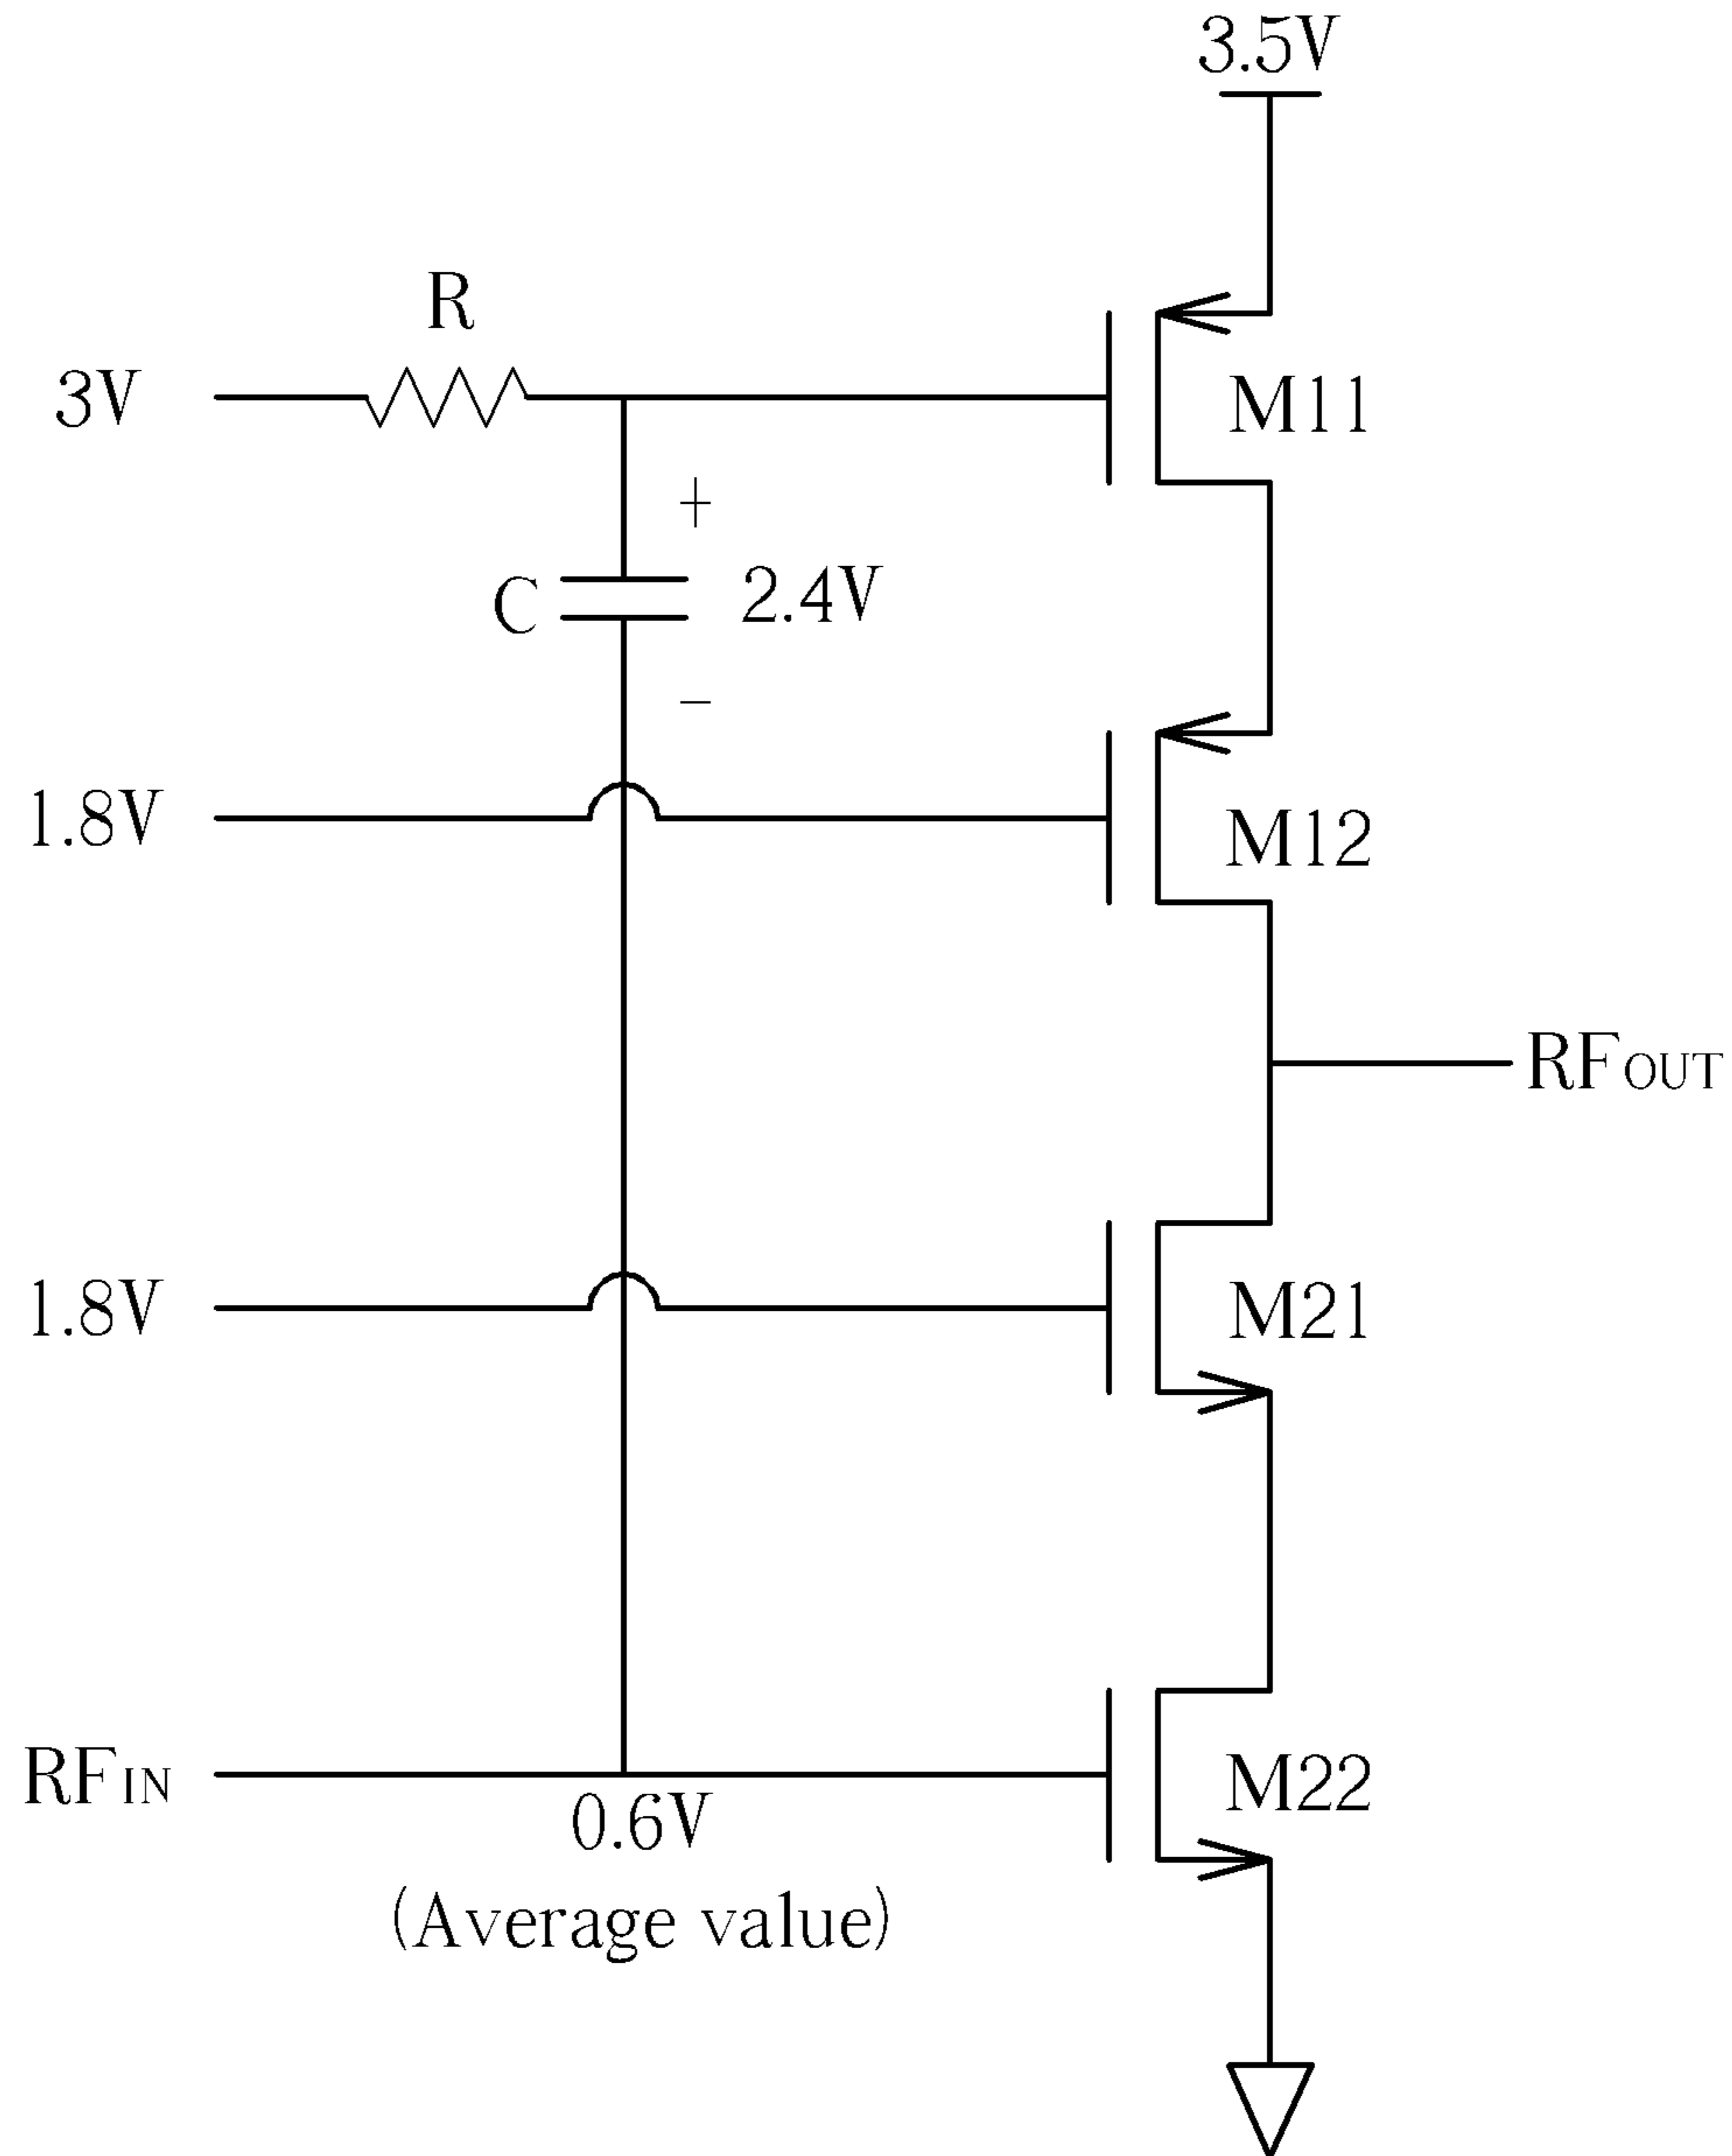 3.5V
R
3V
M11
+
C
2.4V
−
1.8V
M12
RFOUT
1.8V
M21
RFIN
M22
0.6V
(Average value)